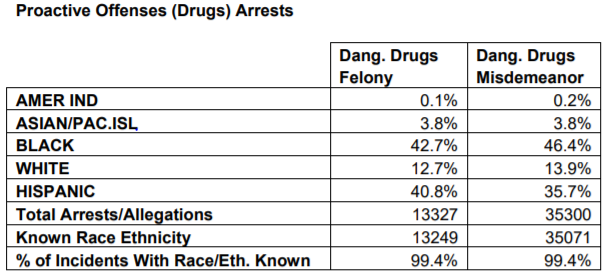 Proactive Offenses (Drugs) Arrests
Dang. Drugs Dang. Drugs
Felony Misdemeanor
AMER IND 0.1% 0.2%
ASIAN/PAC.ISL 3.8% 3.8%
BLACK 42.7% 46.4%
WHITE 12.7% 13.9%
HISPANIC 40.8% 35.7%
Total Arrests/Allegations 13327 35300
Known Race Ethnicity 13249 35071
% of Incidents With Race/Eth. Known 99.4% 99.4%